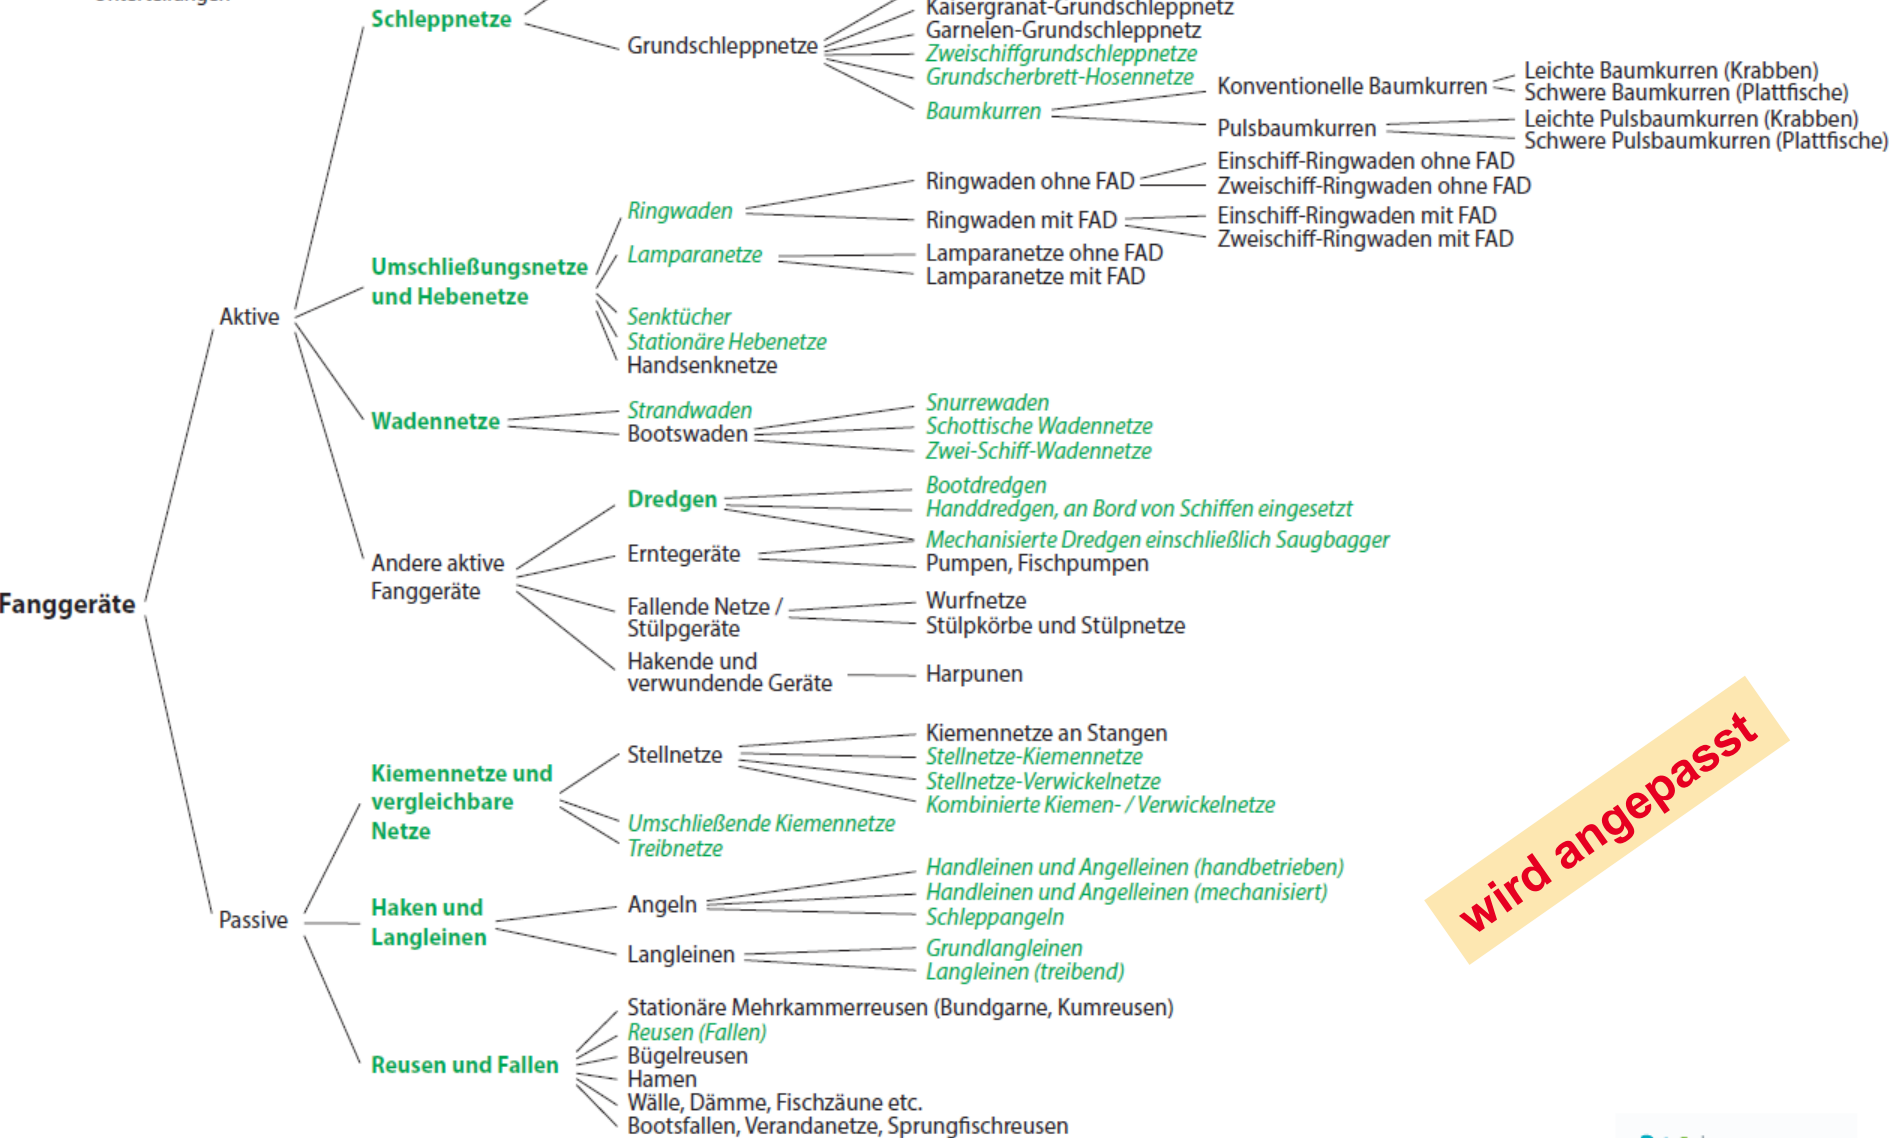 Unterteilungen
Schleppnetze
Grundschleppnetze
Kaisergranat-Grundschleppnetz
Garnelen-Grundschleppnetz
Zweischiffgrundschleppnetze
Grundscherbrett-Hosennetze
Baumkurren
Konventionelle Baumkurren
Leichte Baumkurren (Krabben)
Schwere Baumkurren (Plattfische)
Pulsbaumkurren
Leichte Pulsbaumkurren (Krabben)
Schwere Pulsbaumkurren (Plattfische)
Aktive
Umschließungsnetze
und Hebenetze
Ringwaden
Ringwaden ohne FAD
Einschiff-Ringwaden ohne FAD
Zweischiff-Ringwaden ohne FAD
Ringwaden mit FAD
Einschiff-Ringwaden mit FAD
Zweischiff-Ringwaden mit FAD
Lamparanetze
Lamparanetze ohne FAD
Lamparanetze mit FAD
Senktücher
Stationäre Hebenetze
Handsenknetze
Wadennetze
Strandwaden
Bootswaden
Snurrewaden
Schottische Wadennetze
Zwei-Schiff-Wadennetze
Andere aktive
Fanggeräte
Dredgen
Bootdredgen
Handdredgen, an Bord von Schiffen eingesetzt
Mechanisierte Dredgen einschließlich Saugbagger
Erntegeräte
Pumpen, Fischpumpen
Fallende Netze /
Stülpgeräte
Wurfnetze
Stülpkörbe und Stülpnetze
Hakende und
verwundende Geräte
Harpunen
Fanggeräte
Passive
Kiemennetze und
vergleichbare
Netze
Stellnetze
Kiemennetze an Stangen
Stellnetze-Kiemennetze
Stellnetze-Verwickelnetze
Kombinierte Kiemen- / Verwickelnetze
Umschließende Kiemennetze
Treibnetze
Haken und
Langleinen
Angeln
Handleinen und Angelleinen (handbetrieben)
Handleinen und Angelleinen (mechanisiert)
Schleppangeln
Langleinen
Grundlangleinen
Langleinen (treibend)
Reusen und Fallen
Stationäre Mehrkammerreusen (Bundgarne, Kumreusen)
Reusen (Fallen)
Bügelreusen
Hamen
Wälle, Dämme, Fischzäune etc.
Bootsfallen, Verandanetze, Sprungfischreusen
wird angepasst